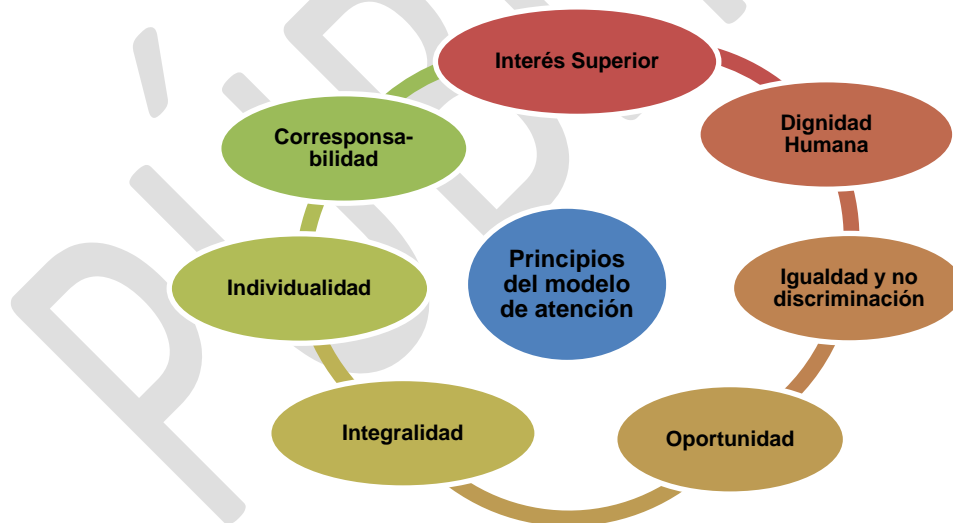 Interés Superior
Dignidad
Humana
Igualdad y no
discriminación
Oportunidad
Integralidad
Individualidad
Corresponsa-
bilidad
Principios
del modelo
de atención